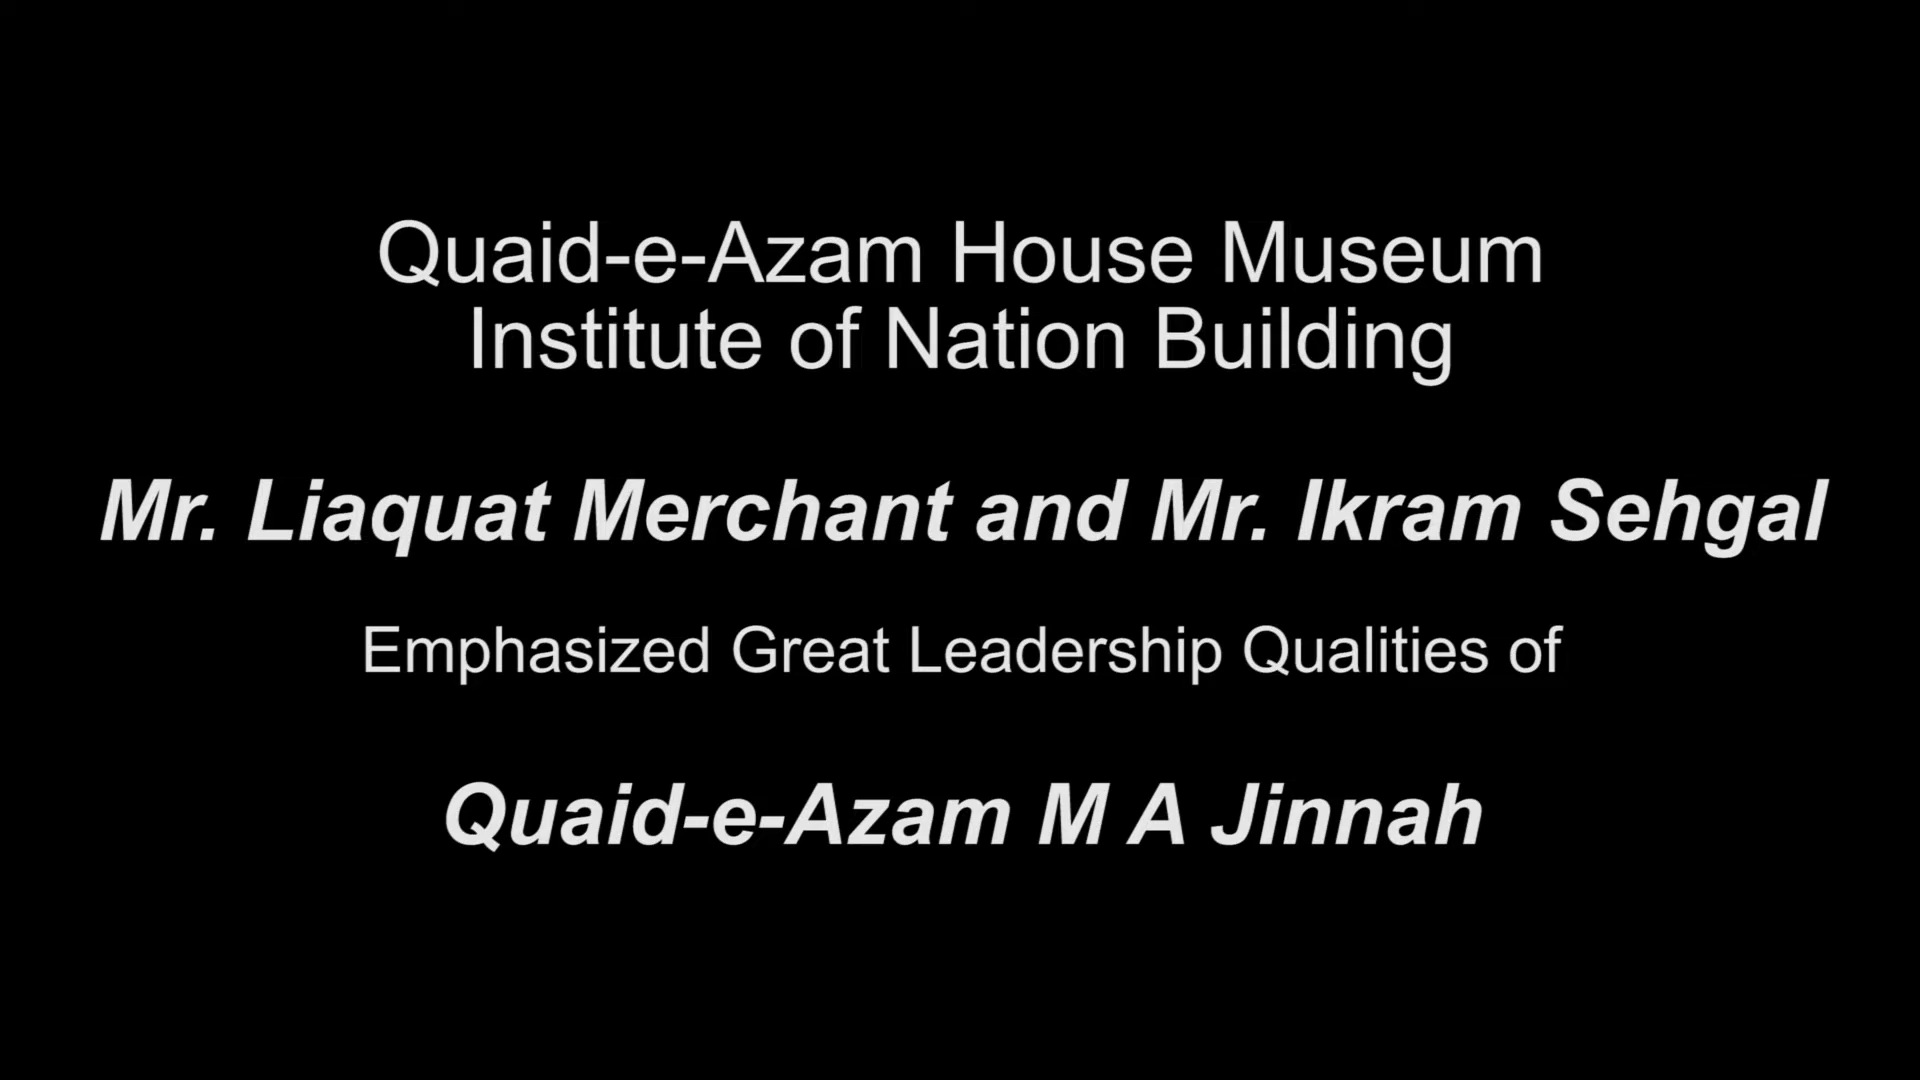 Quaid-e-Azam House Museum
Institute of Nation Building
Mr. Liaquat Merchant and Mr. Ikram Sehgal
Emphasized Great Leadership Qualities of
Quaid-e-Azam M A Jinnah